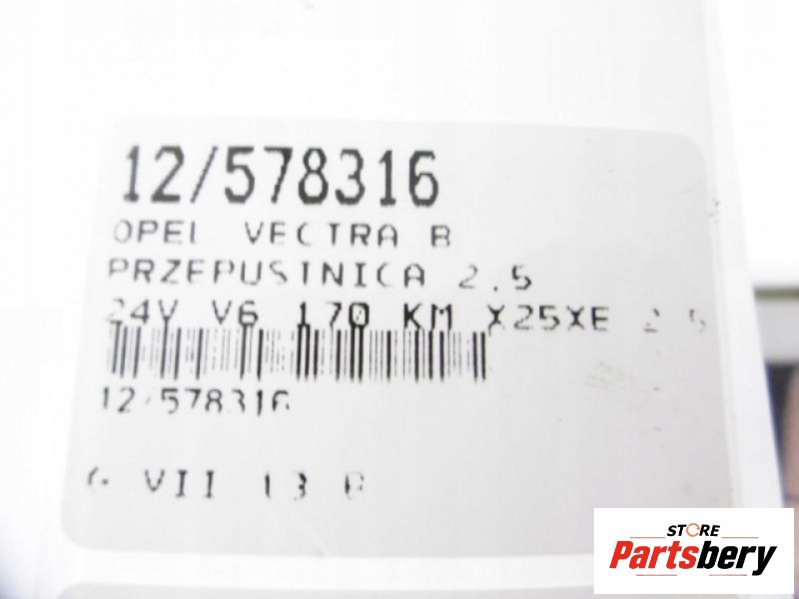 12/578316
OPEL VECTRA B
PRZEPUSTNICA 2.5
24V V6 170 KM X25XE 2.5
12/578316
VII 13 B
STORE
Partsbery